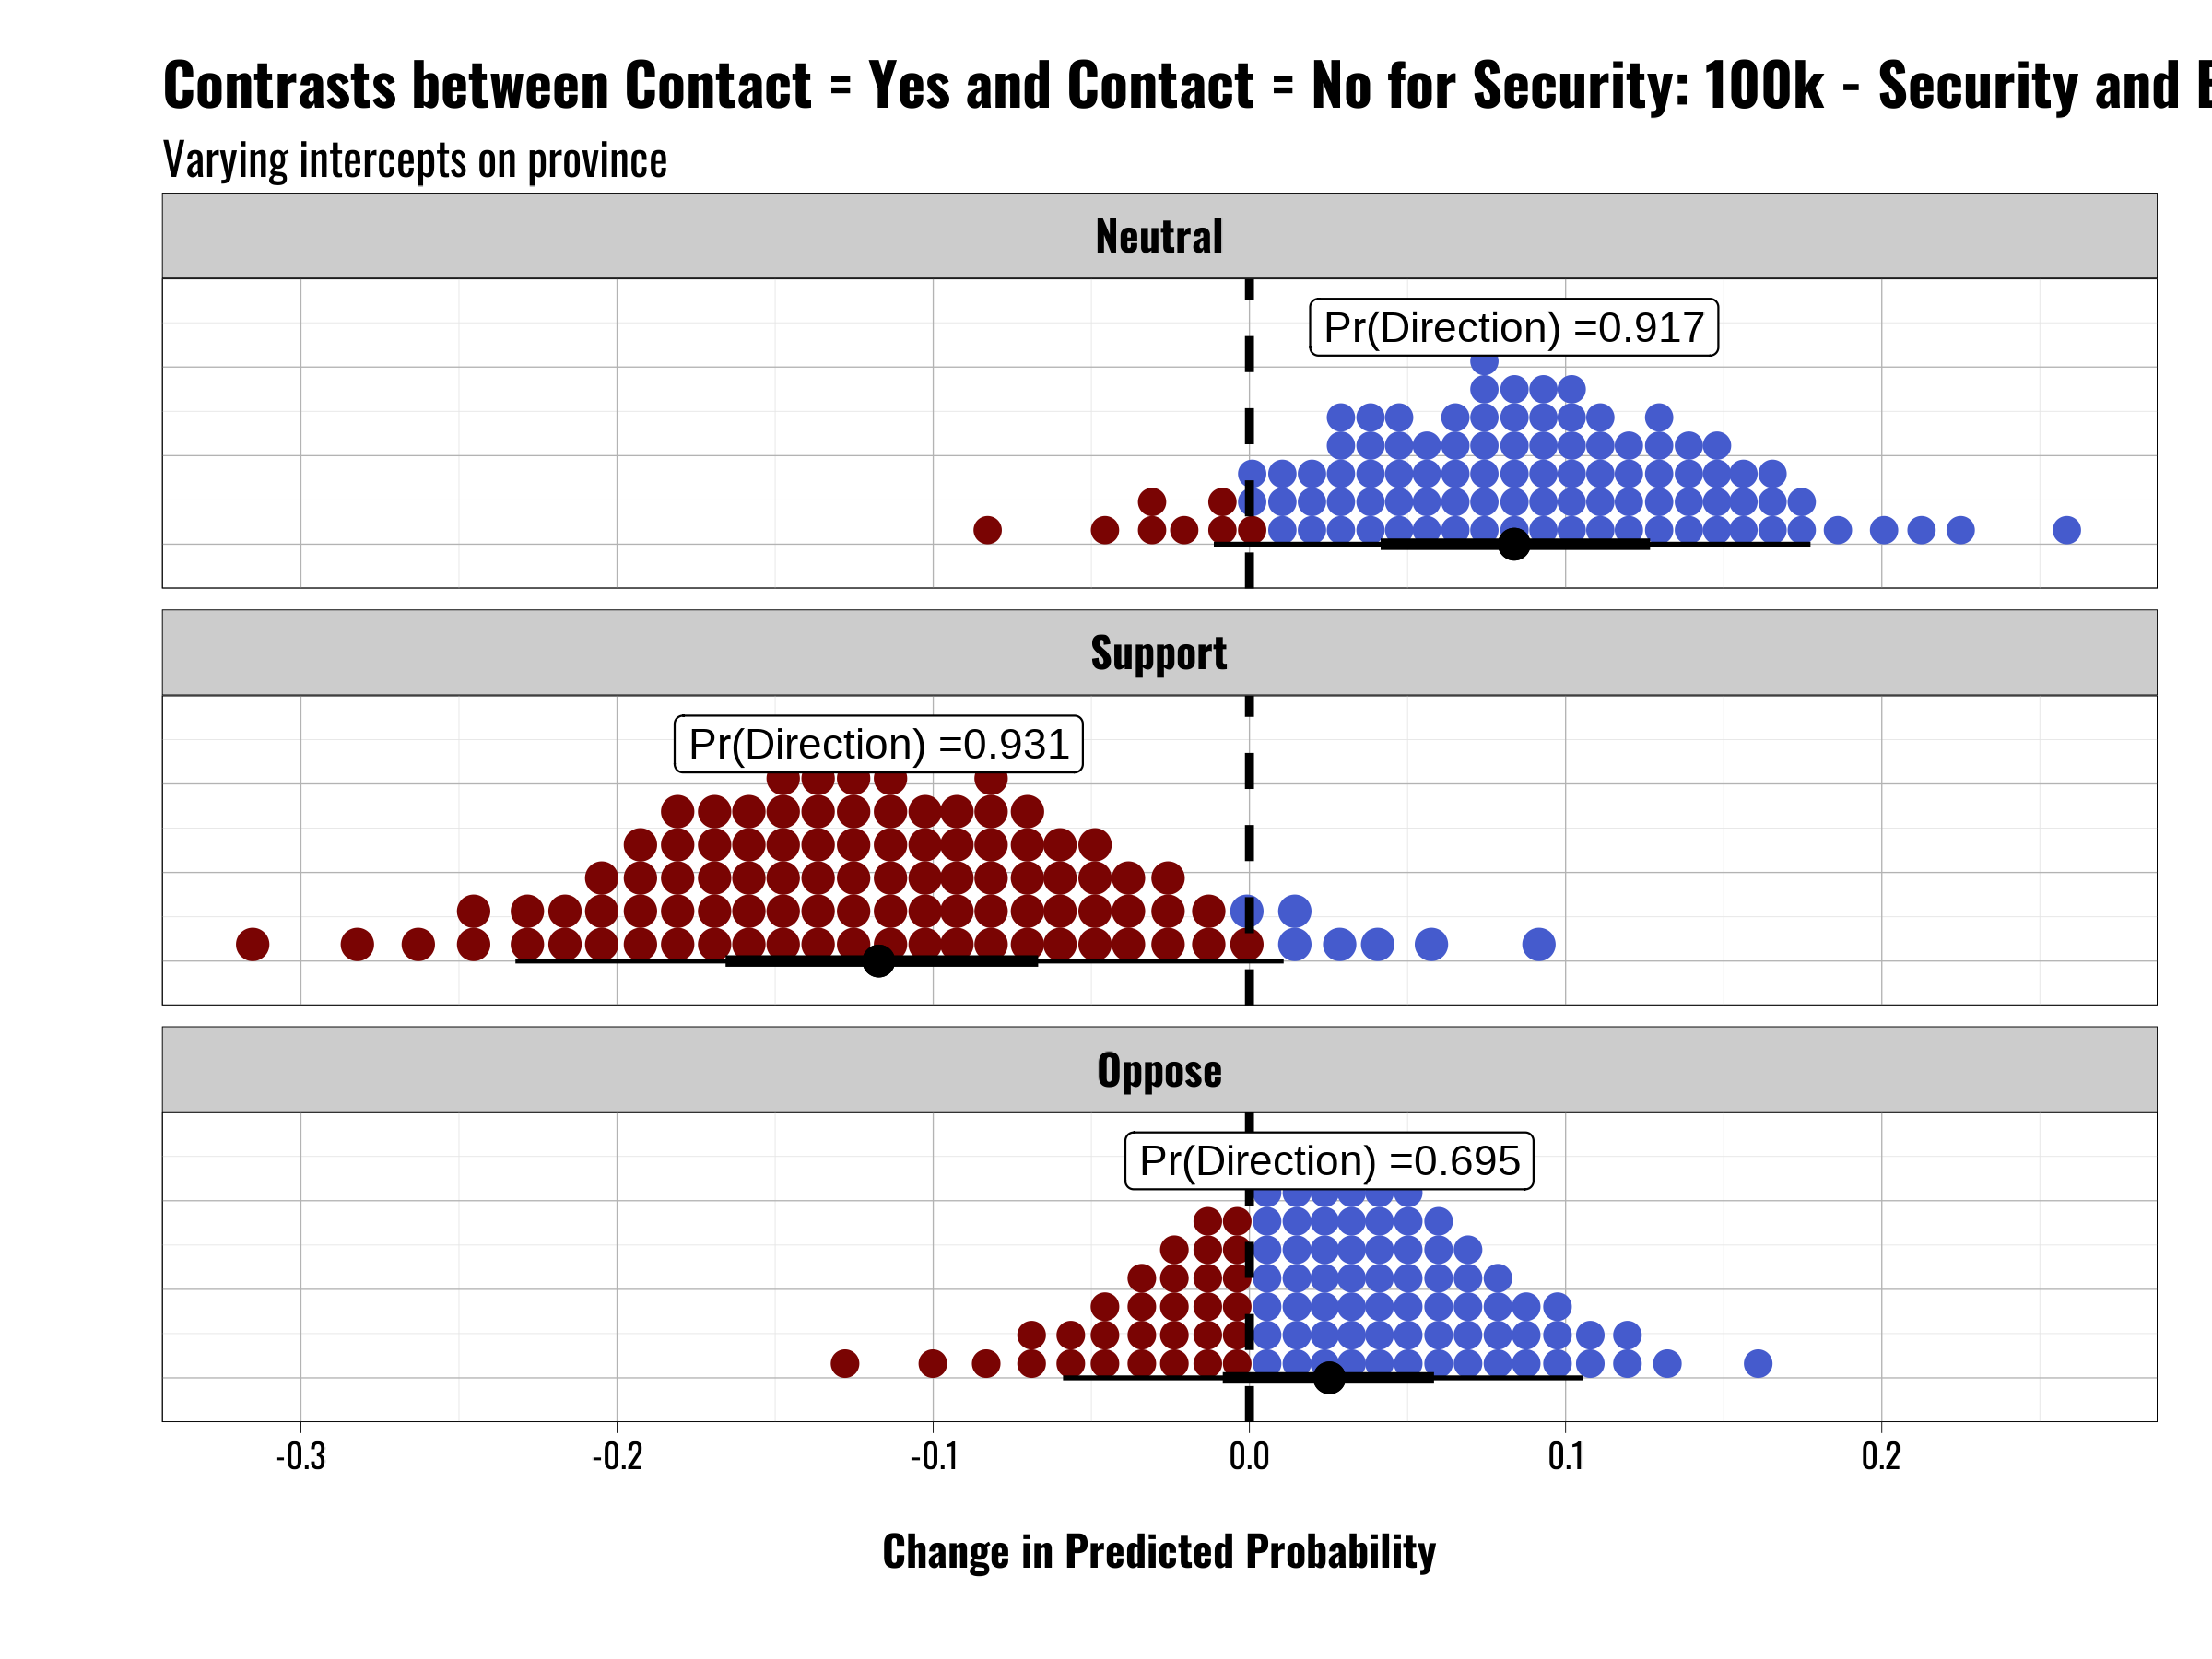 Contrasts between Contact = Yes and Contact = No for Security: 100k - Security and
Varying intercepts on province
Neutral
Pr(Direction) =0.917
Support
Pr(Direction) =0.931
Oppose
Pr(Direction) =0.695
-0.3 -0.2 -0.1 0.0 0.1 0.2
Change in Predicted Probability